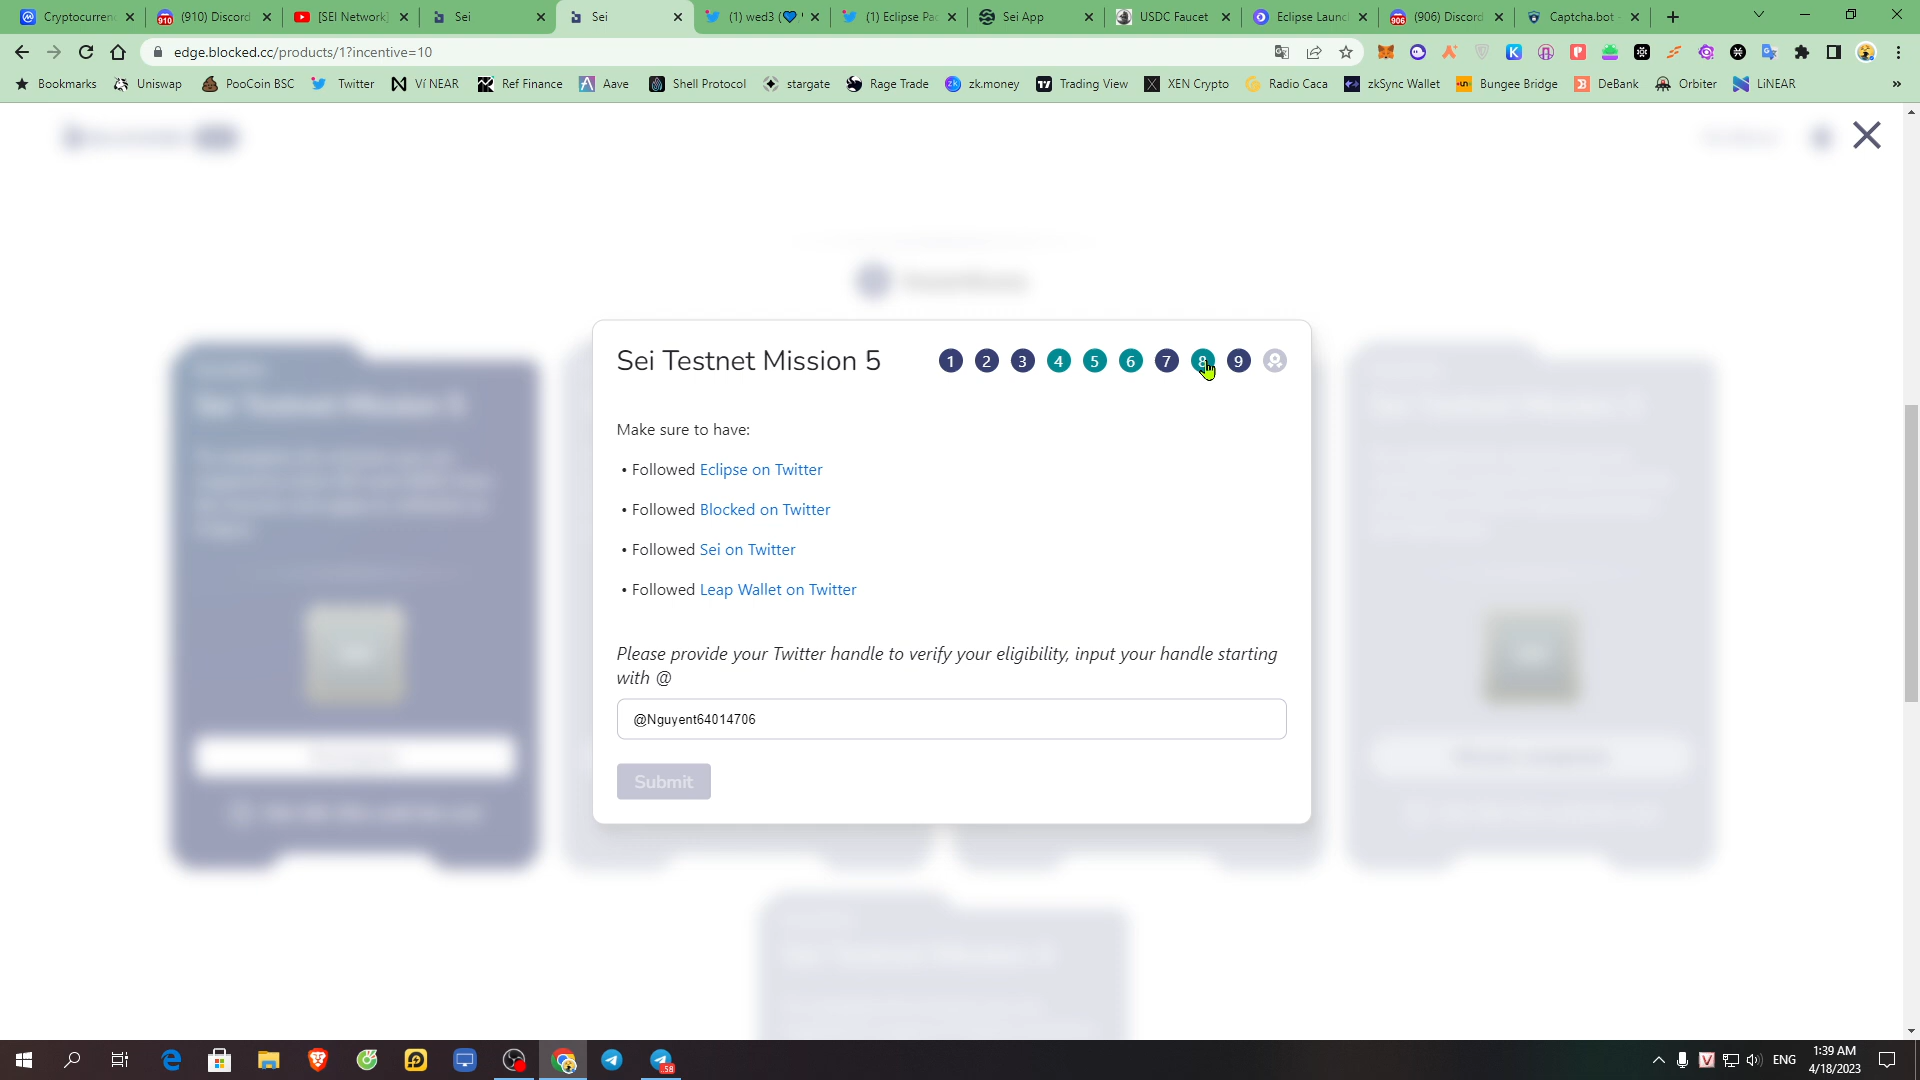 Cryptocurren
(910) Discord
[SEI Network]
Sei
Sei
(1) wed3 (💙
(1) Eclipse Pac
Sei App
USDC Faucet
Eclipse Launc
(906) Discord
Captcha.bot
edge.blocked.cc/products/1?incentive=10
Bookmarks
Uniswap
PooCoin BSC
Twitter
Ví NEAR
Ref Finance
Aave
Shell Protocol
stargate
Rage Trade
zk.money
Trading View
XEN Crypto
Radio Caca
zkSync Wallet
Bungee Bridge
DeBank
Orbiter
LiNEAR
»
Sei Testnet Mission 5
1 2 3 4 5 6 7 8 9
Make sure to have:
• Followed Eclipse on Twitter
• Followed Blocked on Twitter
• Followed Sei on Twitter
• Followed Leap Wallet on Twitter
Please provide your Twitter handle to verify your eligibility, input your handle starting
with @
@Nguyent64014706
Submit
Sei Testnet Mission 5
ENG
1:39 AM
4/18/2023